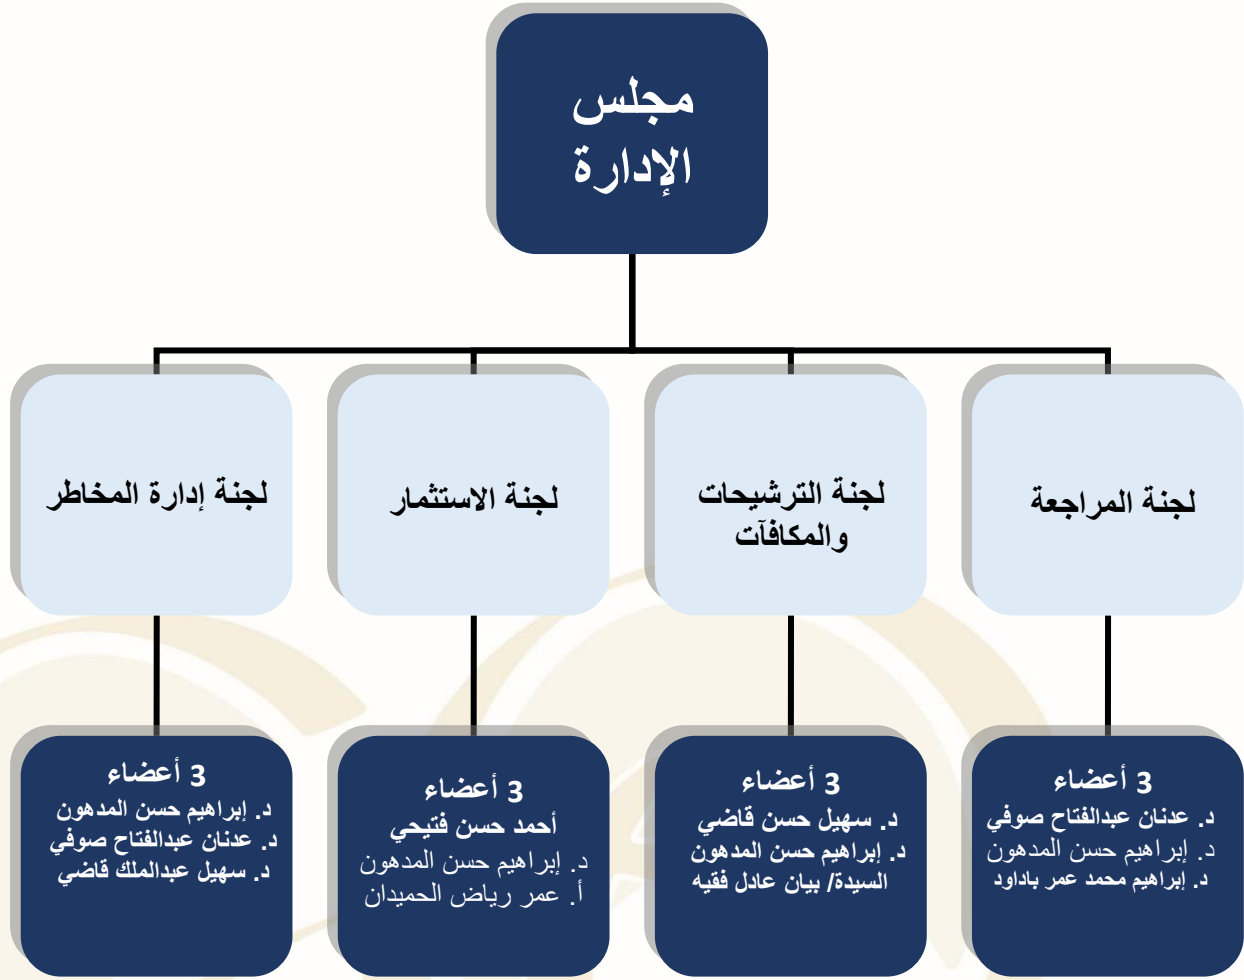 مجلس
الإدارة
لجنة المراجعة
لجنة الترشيحات
والمكافآت
لجنة الاستثمار
لجنة إدارة المخاطر
3 أعضاء
د. عدنان عبدالفتاح صوفي
د. إبراهيم حسن المدهون
د. إبراهيم محمد عمر باداود
3 أعضاء
د. سهيل حسن قاضي
د. إبراهيم حسن المدهون
السيدة/ بيان عادل فقيه
3 أعضاء
أحمد حسن فتيحي
د. إبراهيم حسن المدهون
أ. عمر رياض الحميدان
3 أعضاء
د. إبراهيم حسن المدهون
د. عدنان عبدالفتاح صوفي
د. سهيل عبدالملك قاضي